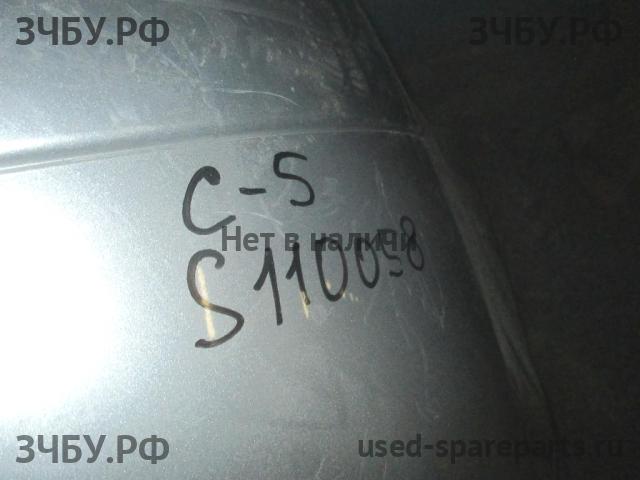 ЗЧБУ.РФ ЗЧБУ.РФ
C-5
Нет в наличии
S110058
ЗЧБУ.РФ used-spareparts.ru